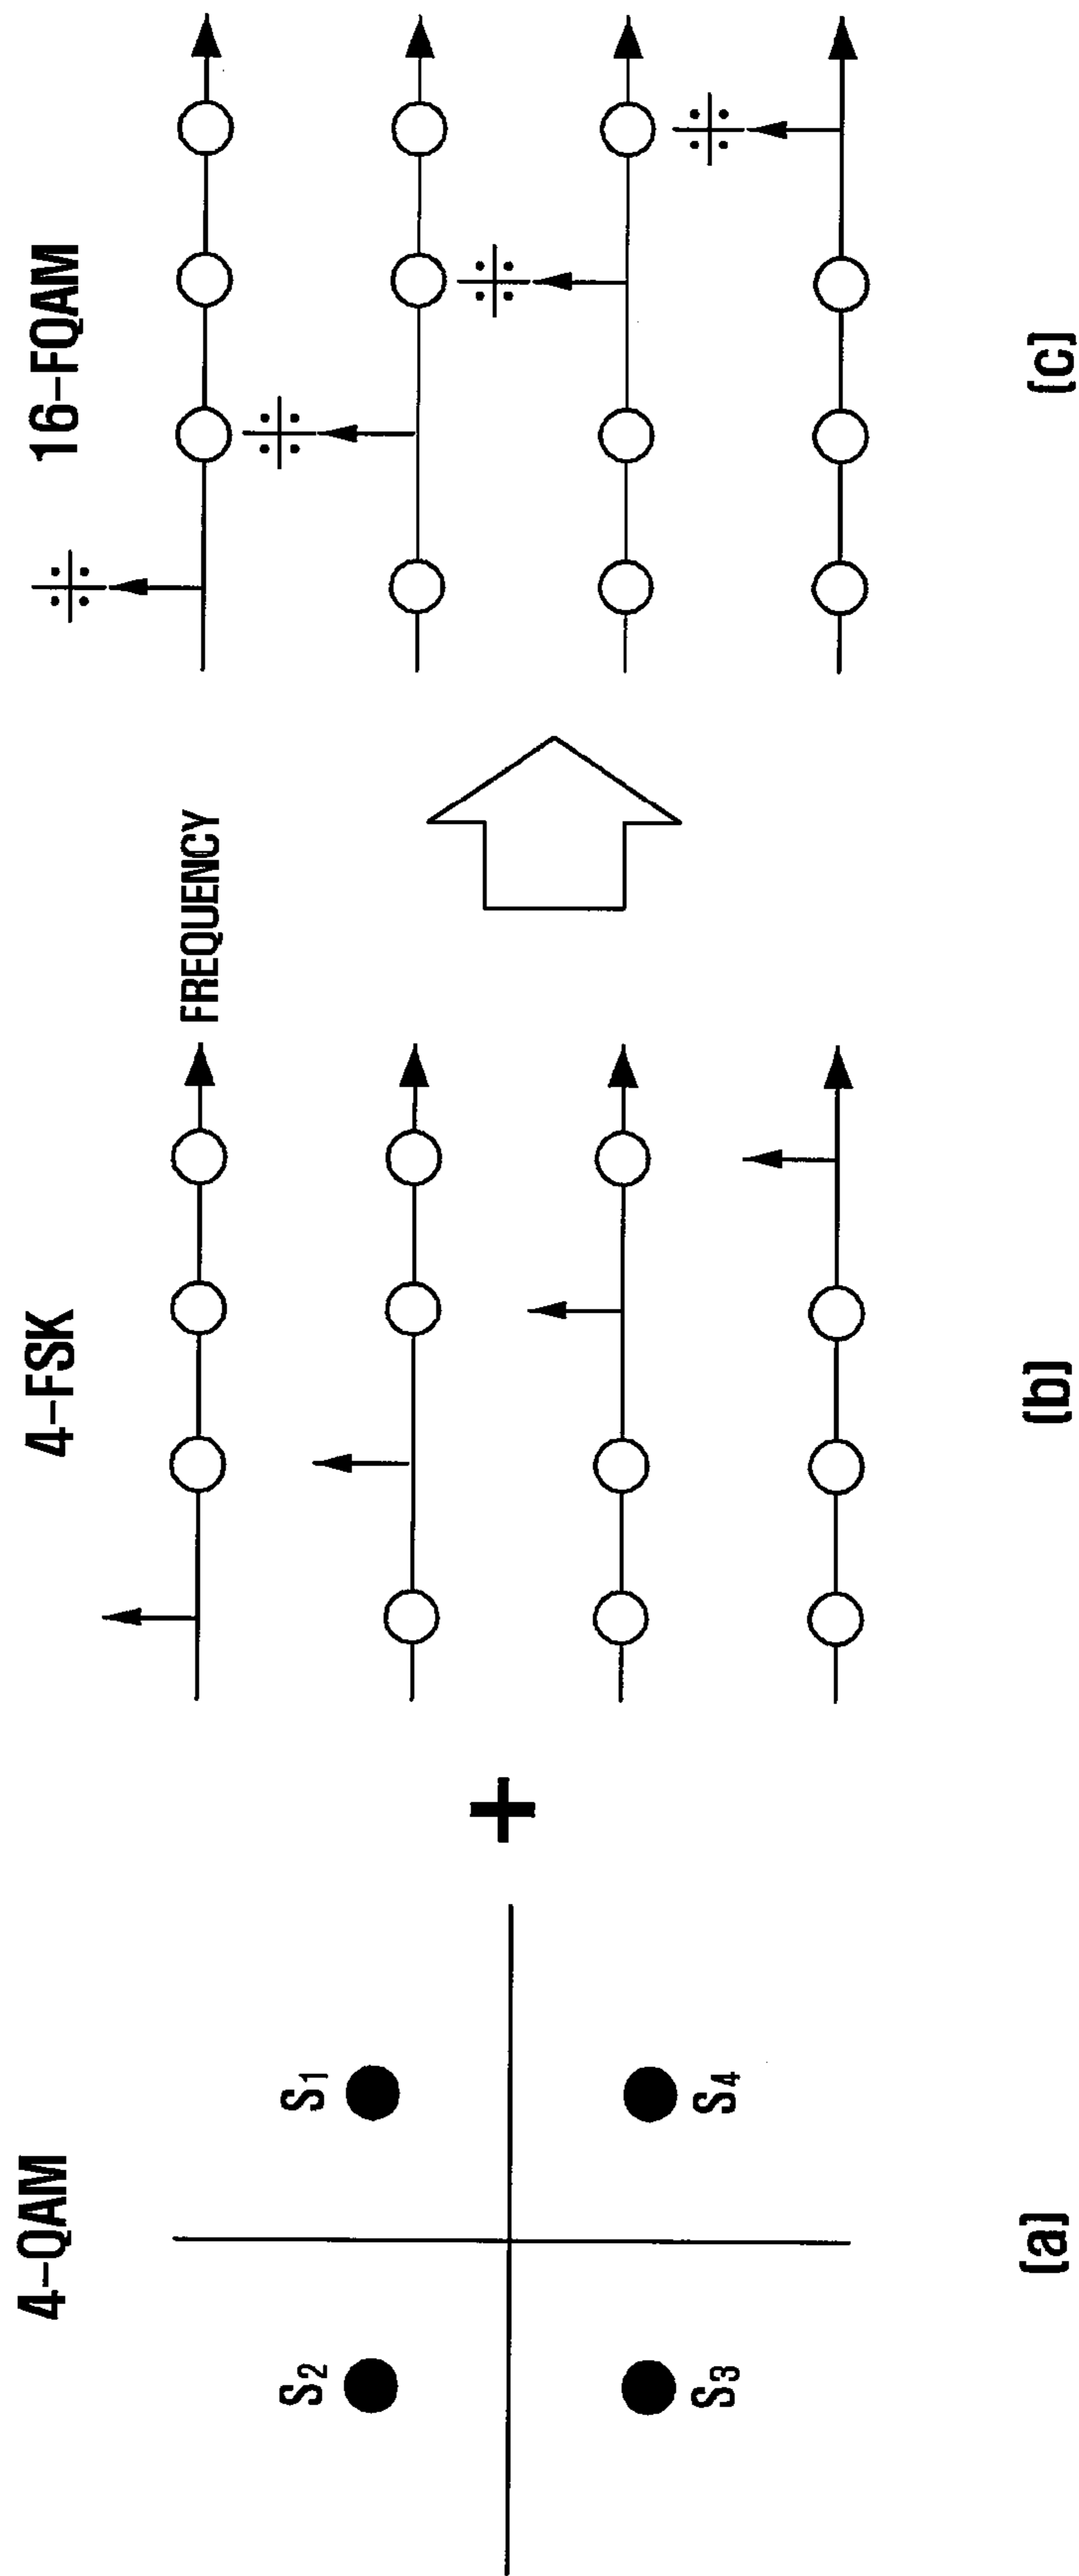 4-QAM
S2
S1
S3
S4
(a)
+
4-FSK
FREQUENCY
(b)
16-FQAM
(c)